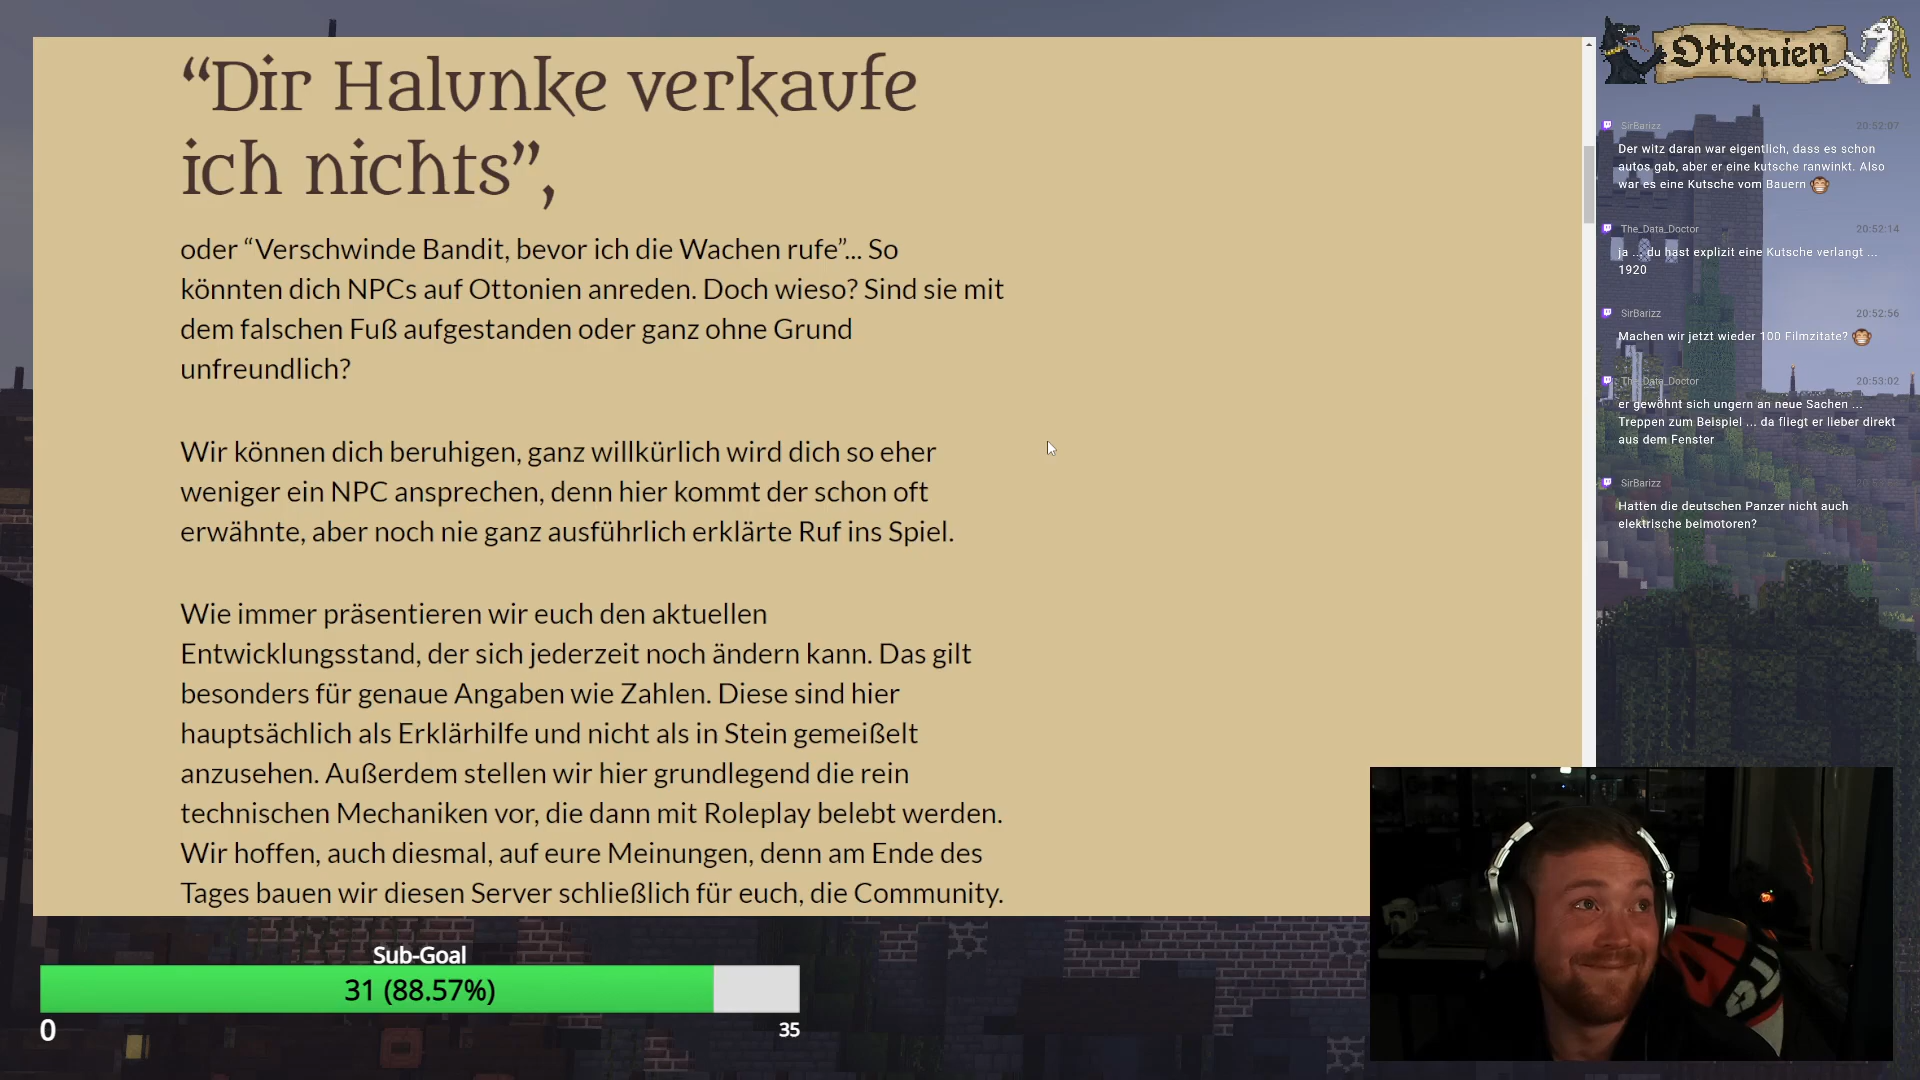 “Dir Halunke verkaufe
ich nichts”,
oder “Verschwinde Bandit, bevor ich die Wachen rufe”... So
könnten dich NPCs auf Ottonien anreden. Doch wieso? Sind sie mit
dem falschen Fuß aufgestanden oder ganz ohne Grund
unfreundlich?
Wir können dich beruhigen, ganz willkürlich wird dich so eher
weniger ein NPC ansprechen, denn hier kommt der schon oft
erwähnte, aber noch nie ganz ausführlich erklärte Ruf ins Spiel.
Wie immer präsentieren wir euch den aktuellen
Entwicklungsstand, der sich jederzeit noch ändern kann. Das gilt
besonders für genaue Angaben wie Zahlen. Diese sind hier
hauptsächlich als Erklärhilfe und nicht als in Stein gemeißelt
anzusehen. Außerdem stellen wir hier grundlegend die rein
technischen Mechaniken vor, die dann mit Roleplay belebt werden.
Wir hoffen, auch diesmal, auf eure Meinungen, denn am Ende des
Tages bauen wir diesen Server schließlich für euch, die Community.
Ottonien
SirBarizz 20:52:07
Der witz daran war eigentlich, dass es schon
autos gab, aber er eine kutsche ranwinkt. Also
war es eine Kutsche vom Bauern
The_Data_Doctor 20:52:14
ja ... du hast explizit eine Kutsche verlangt ...
1920
SirBarizz 20:52:56
Machen wir jetzt wieder 100 Filmzitate?
The_Data_Doctor 20:53:02
er gewöhnt sich ungern an neue Sachen ...
Treppen zum Beispiel ... da fliegt er lieber direkt
aus dem Fenster
SirBarizz
Hatten die deutschen Panzer nicht auch
elektrische beimotoren?
Sub-Goal
31 (88.57%)
0
35